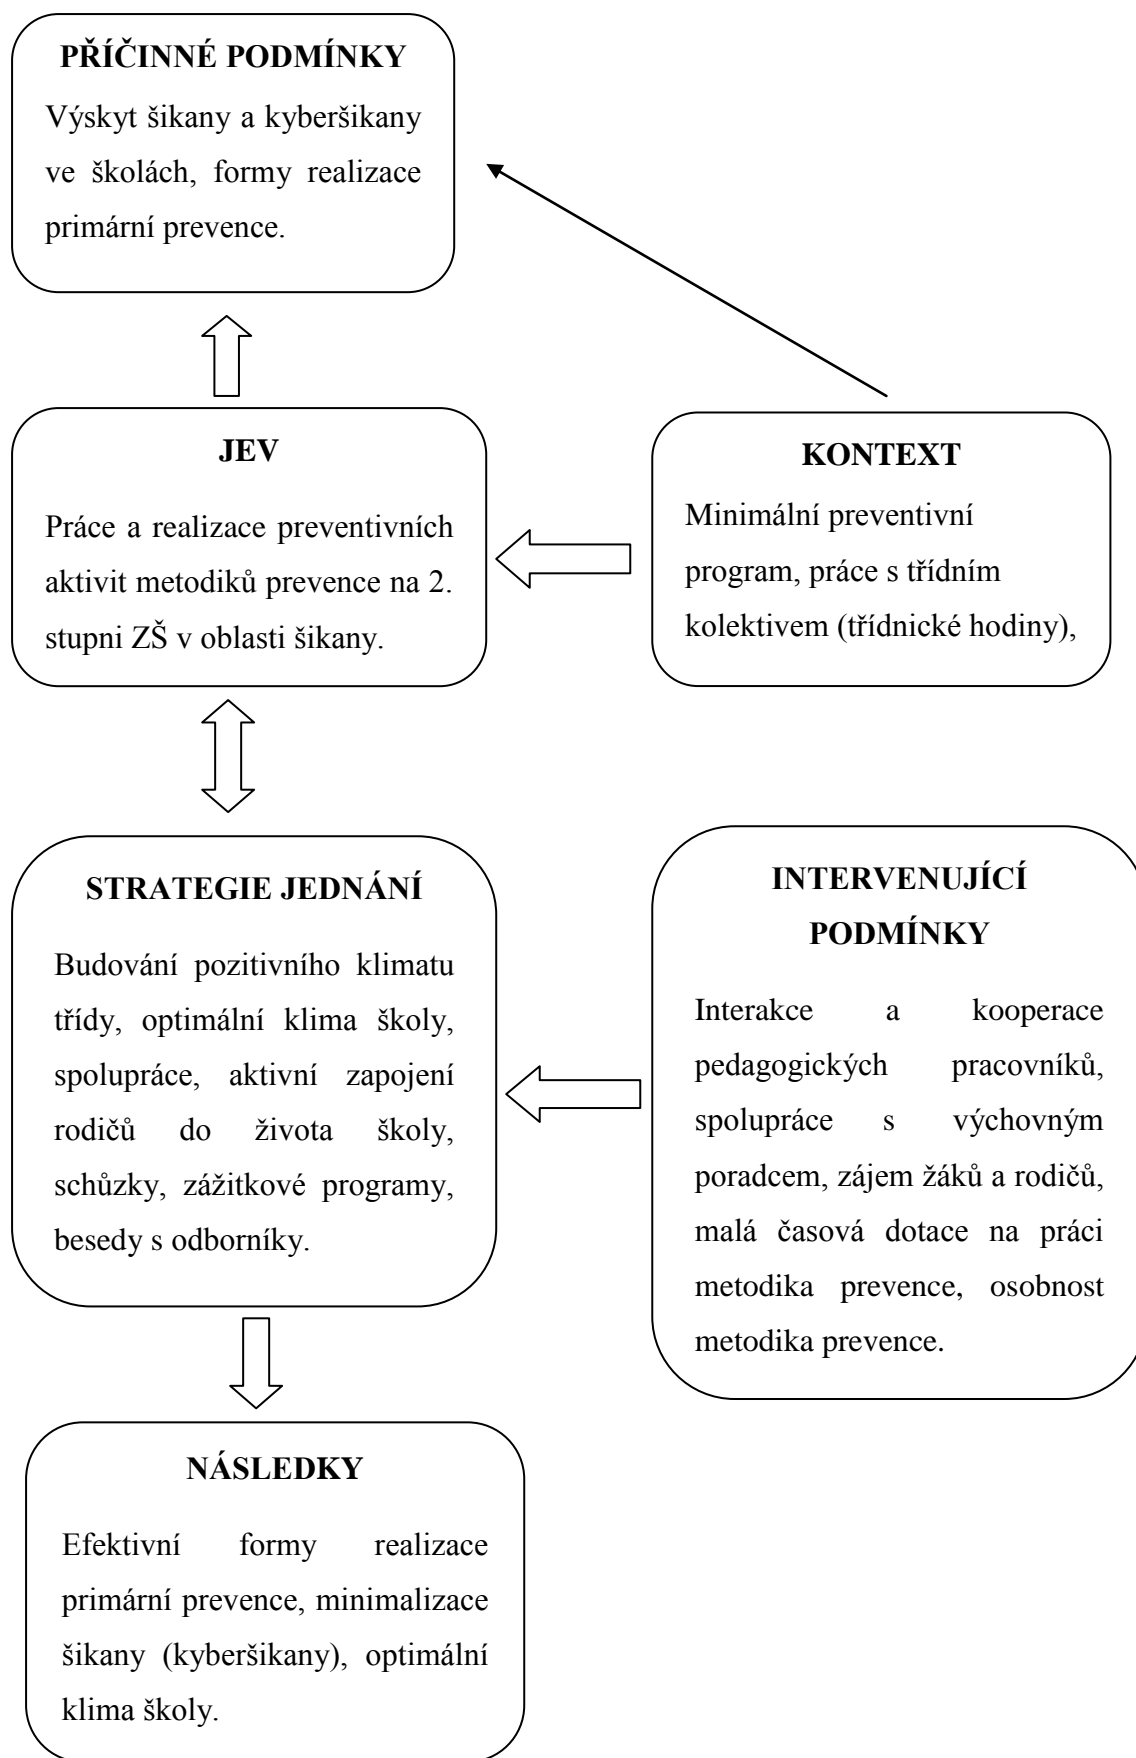 PŘÍČINNÉ PODMÍNKY
Výskyt šikany a kyberšikany
ve školách, formy realizace
primární prevence.
JEV
Práce a realizace preventivních
aktivit metodiků prevence na 2.
stupni ZŠ v oblasti šikany.
KONTEXT
Minimální preventivní
program, práce s třídním
kolektivem (třídnické hodiny),
STRATEGIE JEDNÁNÍ
Budování pozitivního klimatu
třídy, optimální klima školy,
spolupráce, aktivní zapojení
rodičů do života školy,
schůzky, zážitkové programy,
besedy s odborníky.
INTERVENUJÍCÍ
PODMÍNKY
Interakce a kooperace
pedagogických pracovníků,
spolupráce s výchovným
poradcem, zájem žáků a rodičů,
malá časová dotace na práci
metodika prevence, osobnost
metodika prevence.
NÁSLEDKY
Efektivní formy realizace
primární prevence, minimalizace
šikany (kyberšikany), optimální
klima školy.